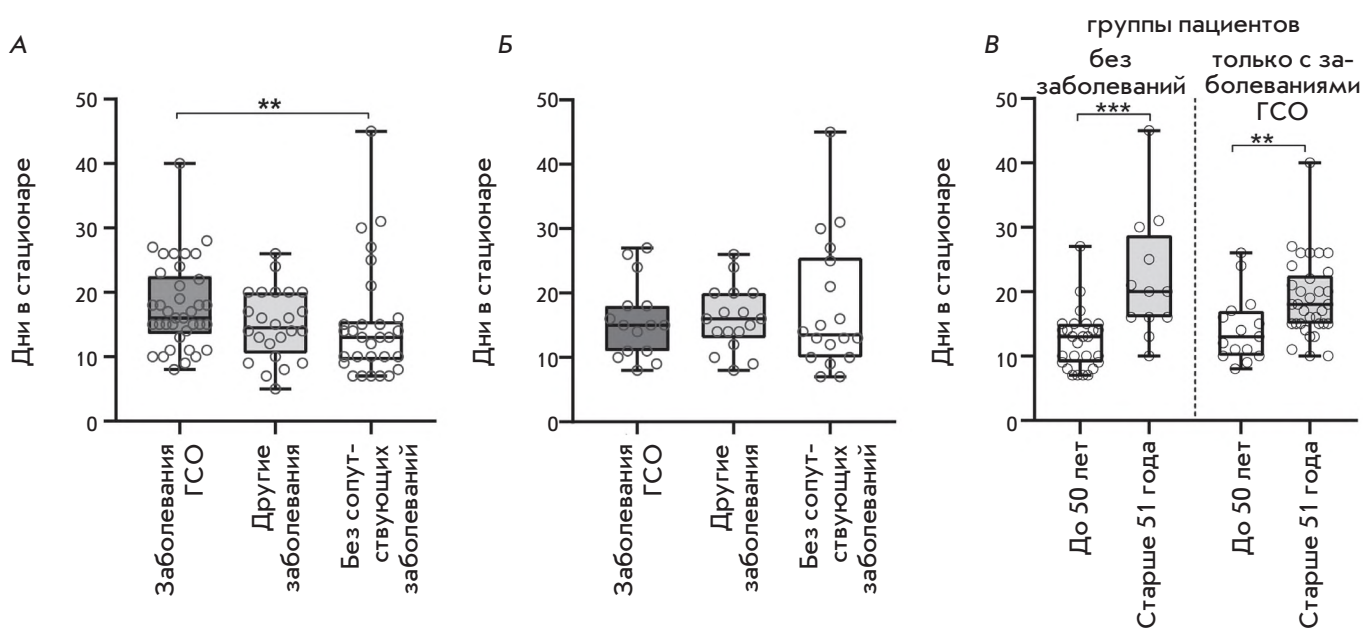 А
Дни в стационаре
50
40
30
20
10
0
**
Заболевания
ГСО
Другие
заболевания
Без сопут-
ствующих
заболеваний
Б
Дни в стационаре
50
40
30
20
10
0
Заболевания
ГСО
Другие
заболевания
Без сопут-
ствующих
заболеваний
В
группы пациентов
без
заболеваний
только с за-
болеваниями
ГСО
Дни в стационаре
50
40
30
20
10
0
***
**
До 50 лет
Старше 51 года
До 50 лет
Старше 51 года